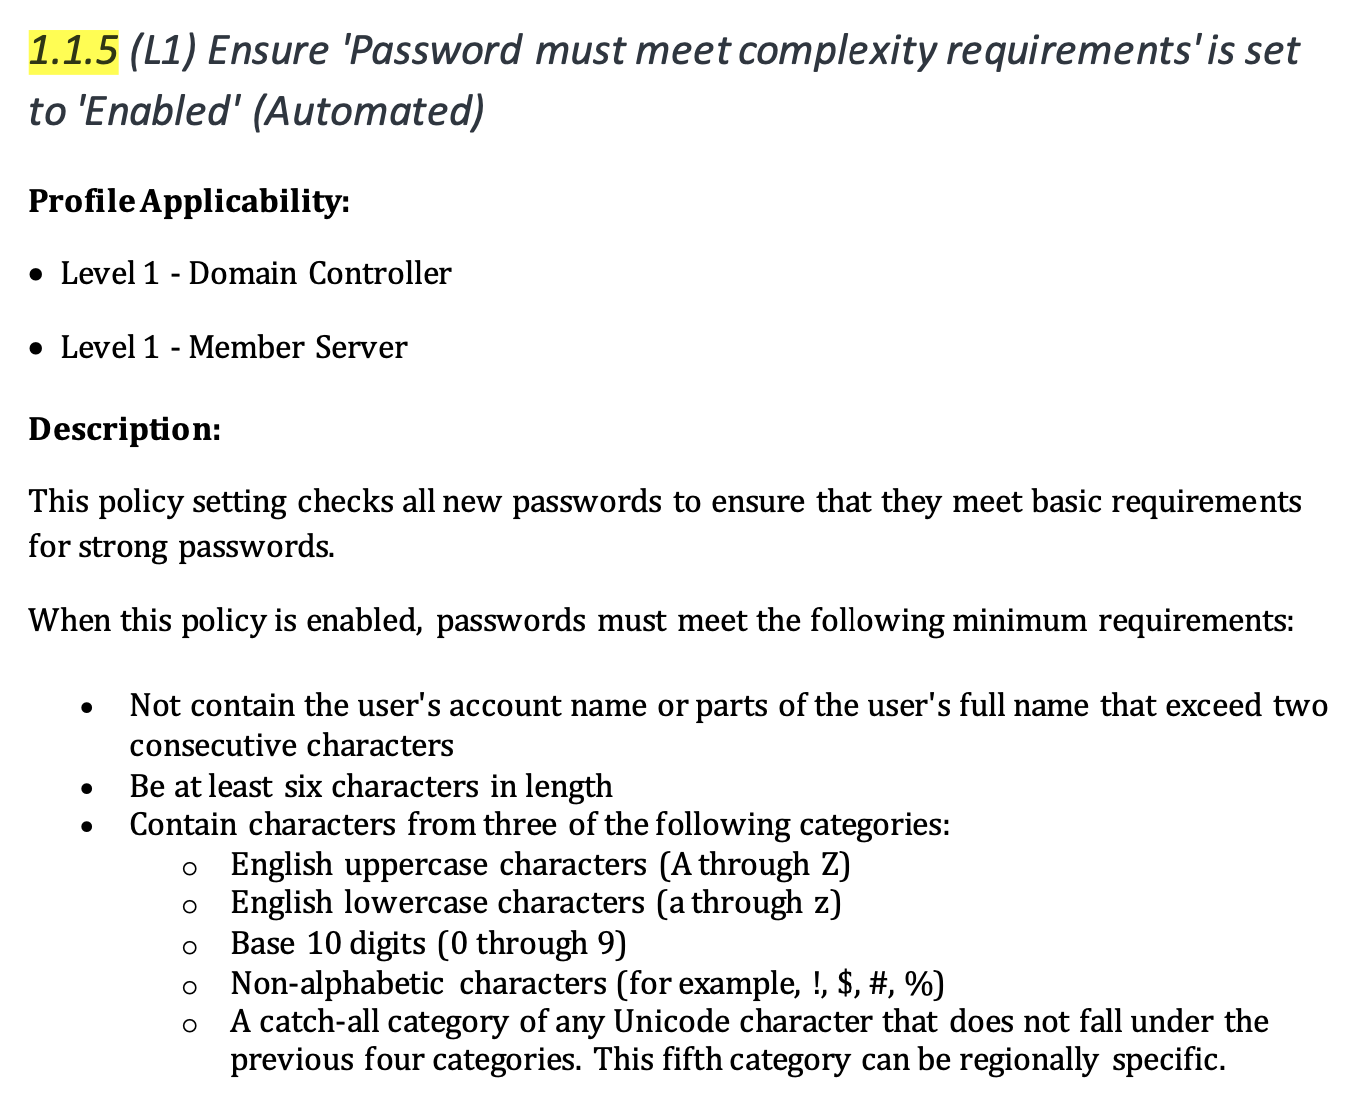 1.1.5 (L1) Ensure 'Password must meet complexity requirements' is set
to 'Enabled' (Automated)
Profile Applicability:
• Level 1 - Domain Controller
• Level 1 - Member Server
Description:
This policy setting checks all new passwords to ensure that they meet basic requirements
for strong passwords.
When this policy is enabled, passwords must meet the following minimum requirements:
• Not contain the user's account name or parts of the user's full name that exceed two
consecutive characters
• Be at least six characters in length
• Contain characters from three of the following categories:
o English uppercase characters (A through Z)
o English lowercase characters (a through z)
o Base 10 digits (0 through 9)
o Non-alphabetic characters (for example, !, $, #, %)
o A catch-all category of any Unicode character that does not fall under the
previous four categories. This fifth category can be regionally specific.